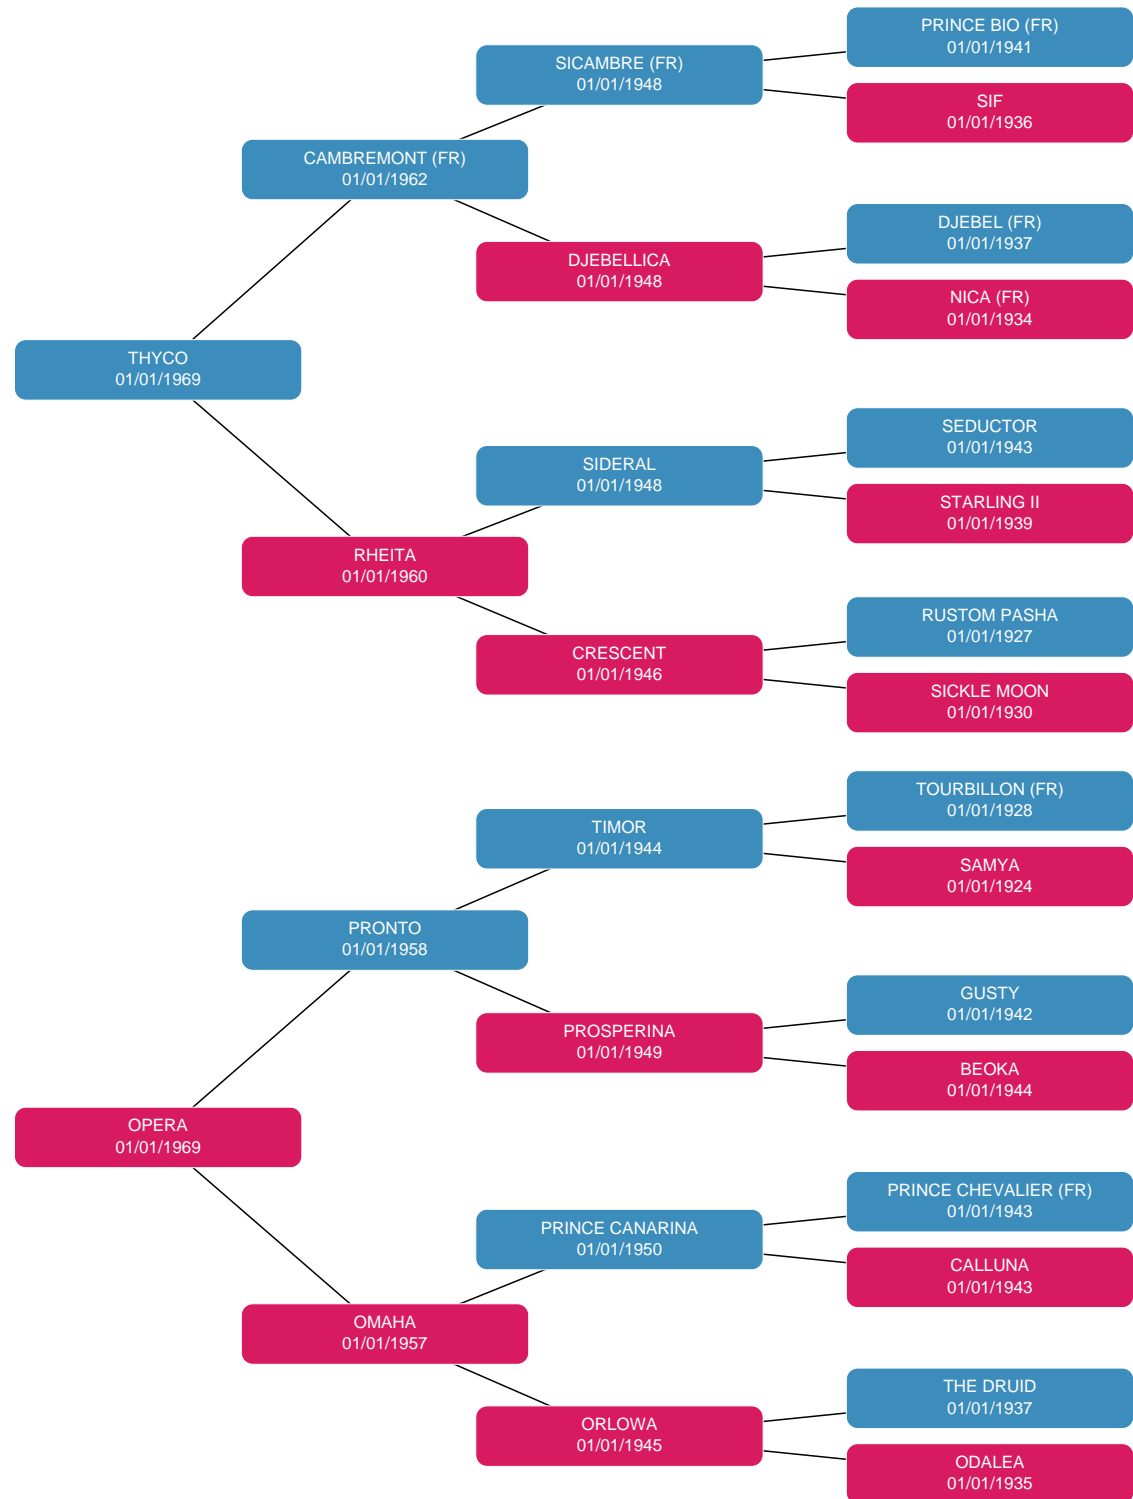 PRINCE BIO (FR)
01/01/1941
SICAMBRE (FR)
01/01/1948
SIF
01/01/1936
CAMBREMONT (FR)
01/01/1962
DJEBEL (FR)
01/01/1937
DJEBELLICA
01/01/1948
NICA (FR)
01/01/1934
THYCO
01/01/1969
SEDUCTOR
01/01/1943
SIDERAL
01/01/1948
STARLING II
01/01/1939
RHEITA
01/01/1960
RUSTOM PASHA
01/01/1927
CRESCENT
01/01/1946
SICKLE MOON
01/01/1930
TOURBILLON (FR)
01/01/1928
TIMOR
01/01/1944
SAMYA
01/01/1924
PRONTO
01/01/1958
GUSTY
01/01/1942
PROSPERINA
01/01/1949
BEOKA
01/01/1944
OPERA
01/01/1969
PRINCE CHEVALIER (FR)
01/01/1943
PRINCE CANARINA
01/01/1950
CALLUNA
01/01/1943
OMAHA
01/01/1957
THE DRUID
01/01/1937
ORLOWA
01/01/1945
ODALEA
01/01/1935